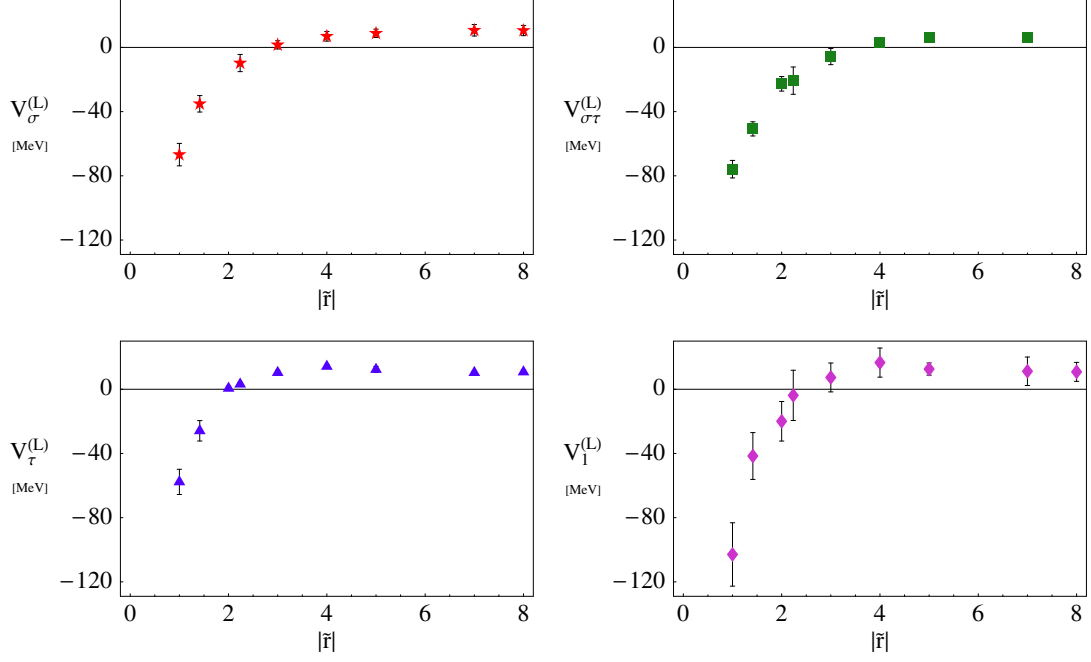 0
−40
−80
−120
V_σ^(L)
[MeV]
0 2 4 6 8
|r̃|
0
−40
−80
−120
V_στ^(L)
[MeV]
0 2 4 6 8
|r̃|
0
−40
−80
−120
V_τ^(L)
[MeV]
0 2 4 6 8
|r̃|
0
−40
−80
−120
V_1^(L)
[MeV]
0 2 4 6 8
|r̃|